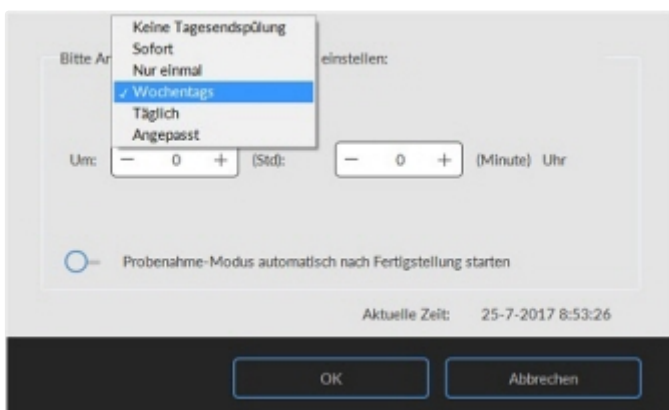 Keine Tagesendspülung
Sofort
Bitte Ar einstellen:
Nur einmal
✓ Wochentags
Täglich
Angepasst
Um: − 0 + (Std): − 0 + (Minute) Uhr
Probenahme-Modus automatisch nach Fertigstellung starten
Aktuelle Zeit: 25-7-2017 8:53:26
OK Abbrechen